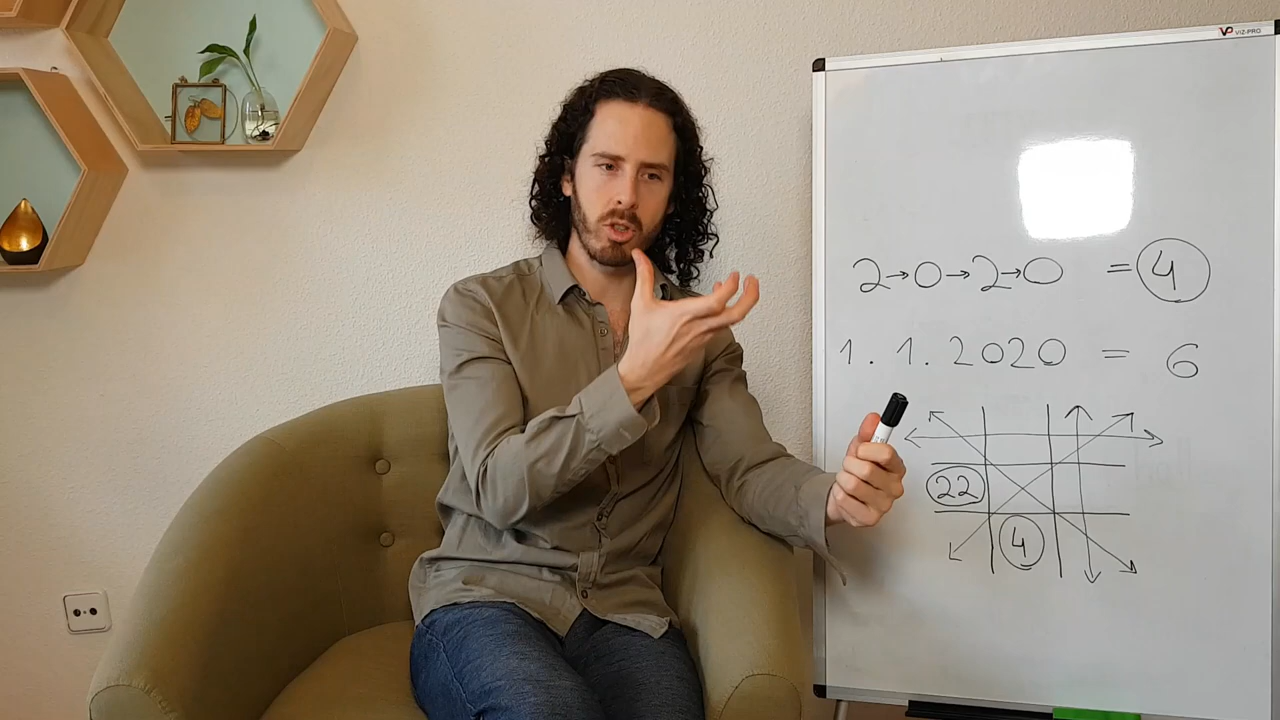 VIZ-PRO
2→0→2→0 = 4
1. 1. 2020 = 6
22
4